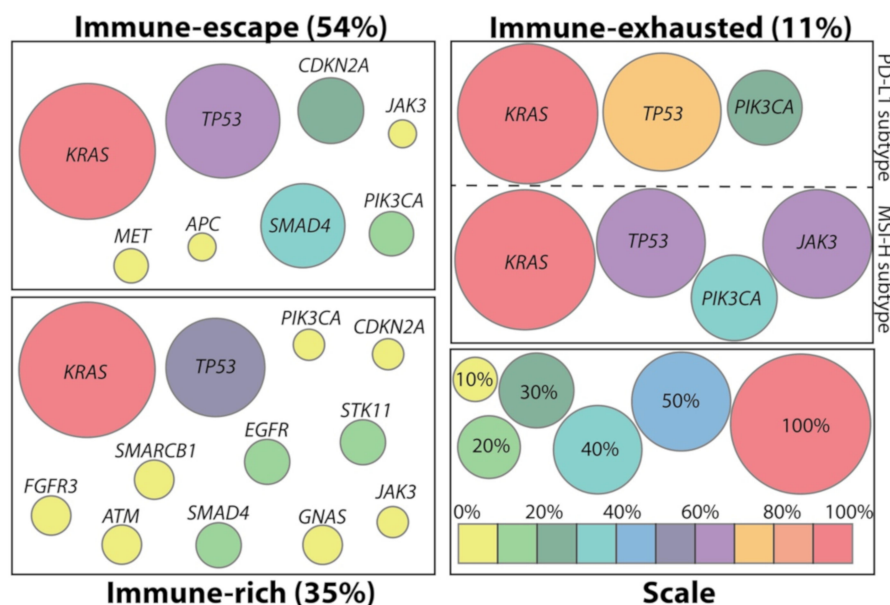 Immune-escape (54%)
KRAS
TP53
CDKN2A
JAK3
MET
APC
SMAD4
PIK3CA
Immune-exhausted (11%)
KRAS
TP53
PIK3CA
PD-L1 subtype
KRAS
TP53
PIK3CA
JAK3
MSI-H subtype
KRAS
TP53
PIK3CA
CDKN2A
STK11
EGFR
SMARCB1
FGFR3
ATM
SMAD4
GNAS
JAK3
Immune-rich (35%)
10%
30%
50%
100%
20%
40%
0% 20% 40% 60% 80% 100%
Scale